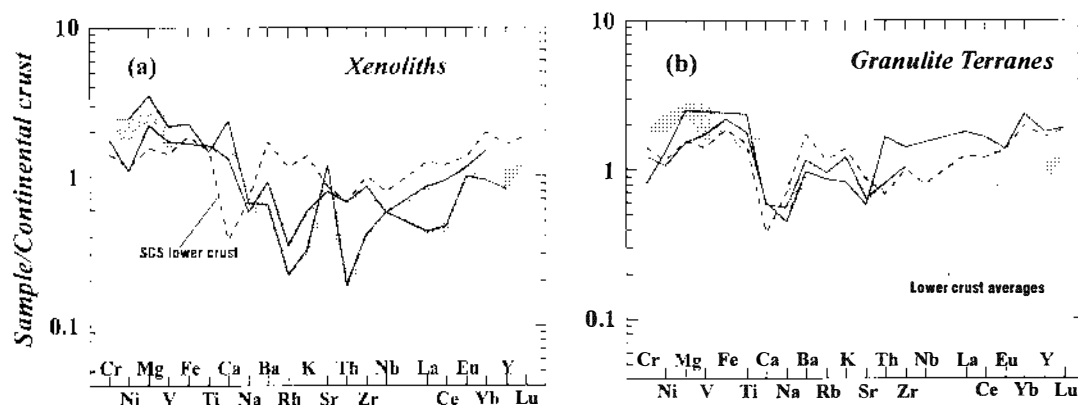 Sample/Continental crust
10
1
0.1
(a)
Xenoliths
SCS lower crust
Cr Mg Fe Ca Ba K Th Nb La Eu Y
Ni V Ti Na Rb Sr Zr Ce Yb Lu
10
1
0.1
(b)
Granulite Terranes
Lower crust averages
Cr Mg Fe Ca Ba K Th Nb La Eu Y
Ni V Ti Na Rb Sr Zr Ce Yb Lu